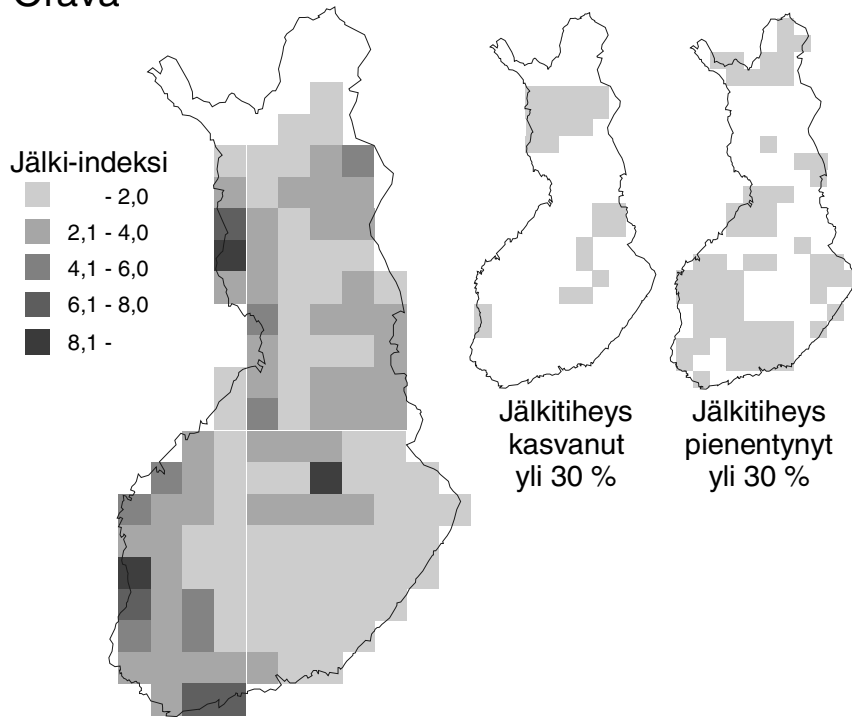 Orava
Jälki-indeksi
- 2,0
2,1 - 4,0
4,1 - 6,0
6,1 - 8,0
8,1 -
Jälkitiheys
kasvanut
yli 30 %
Jälkitiheys
pienentynyt
yli 30 %